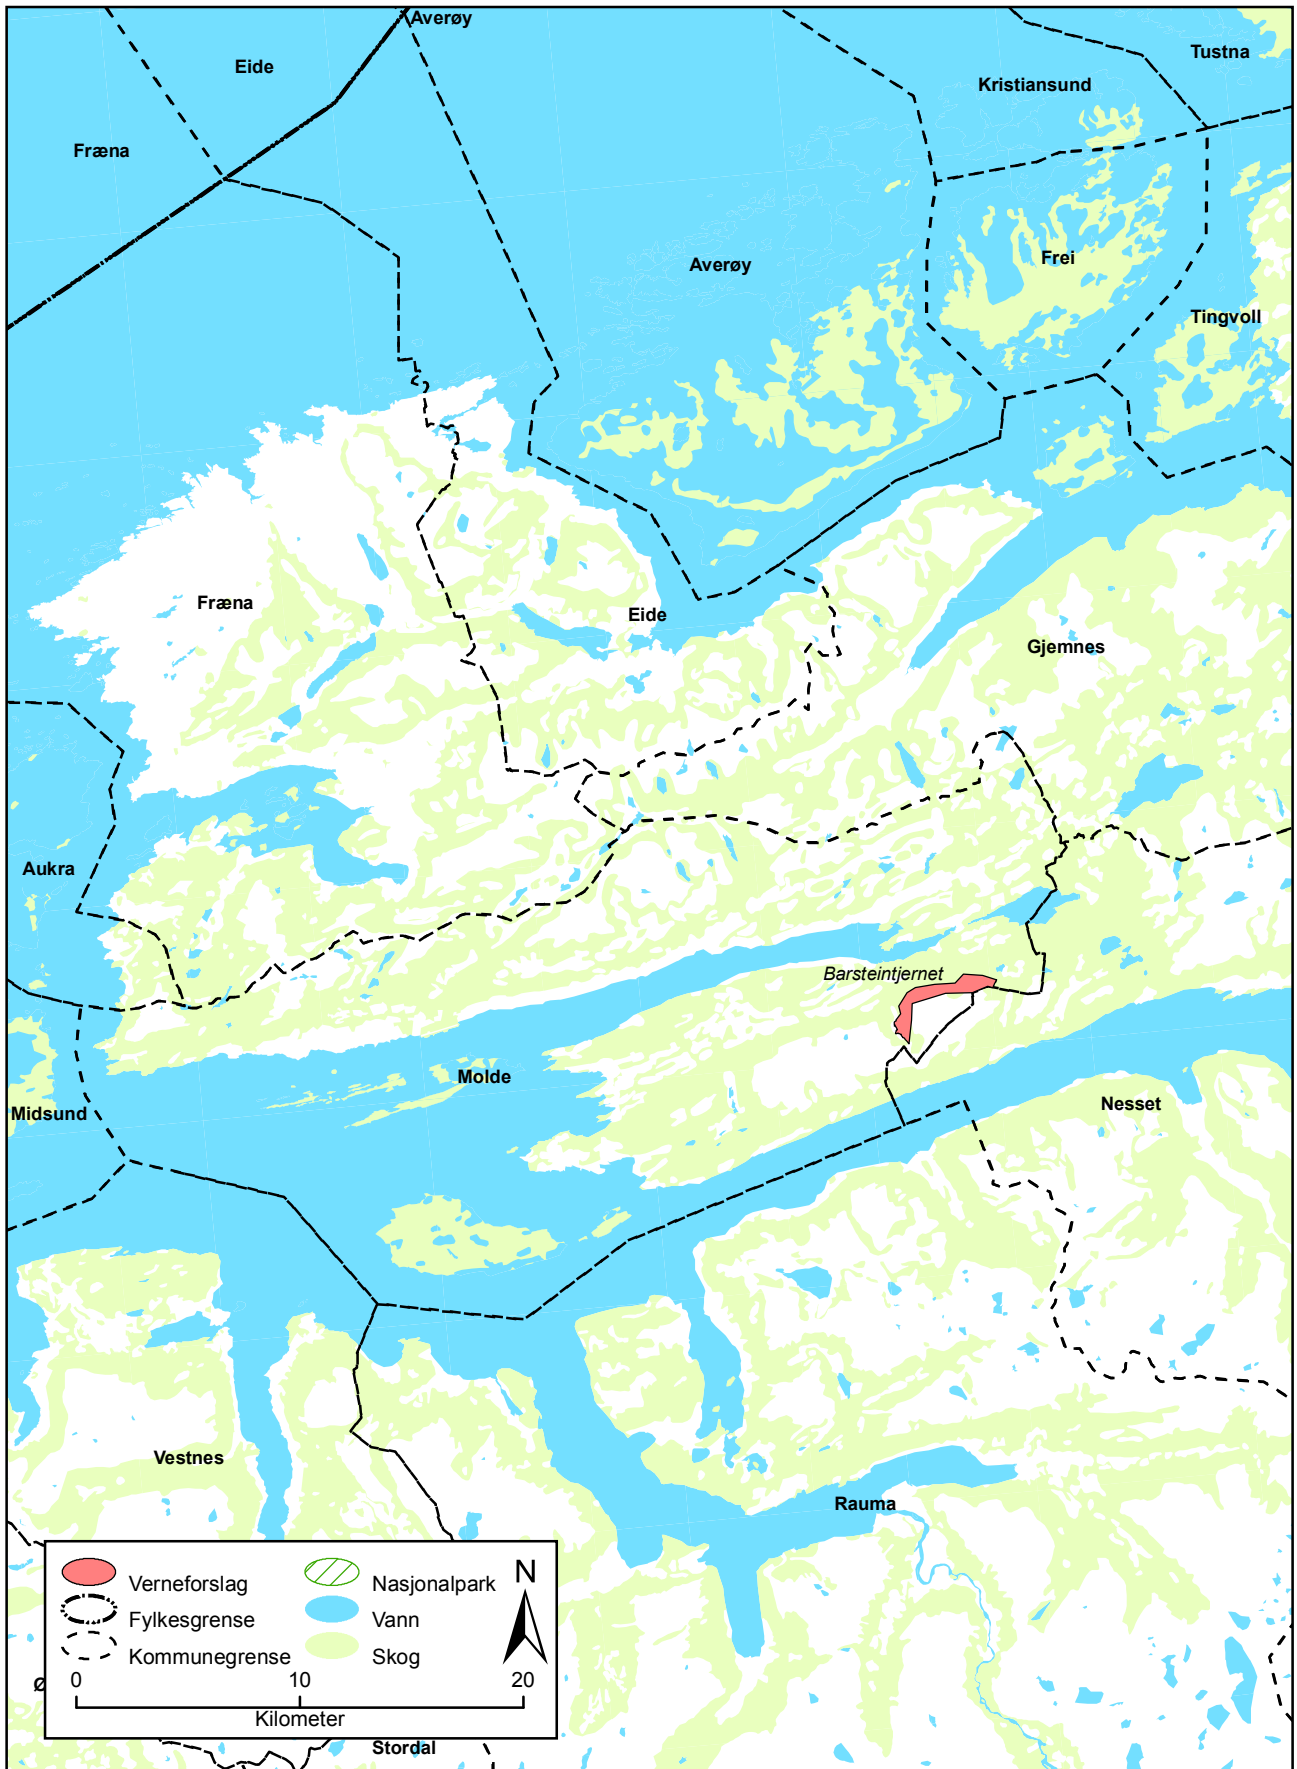 Averøy
Eide
Tustna
Kristiansund
Fræna
Averøy
Frei
Tingvoll
Fræna
Eide
Gjemnes
Aukra
Barsteintjernet
Molde
Midsund
Nesset
Vestnes
Rauma
Verneforslag
Nasjonalpark
N
Fylkesgrense
Vann
Kommunegrense
Skog
Ø
0 10 20
Kilometer
Stordal